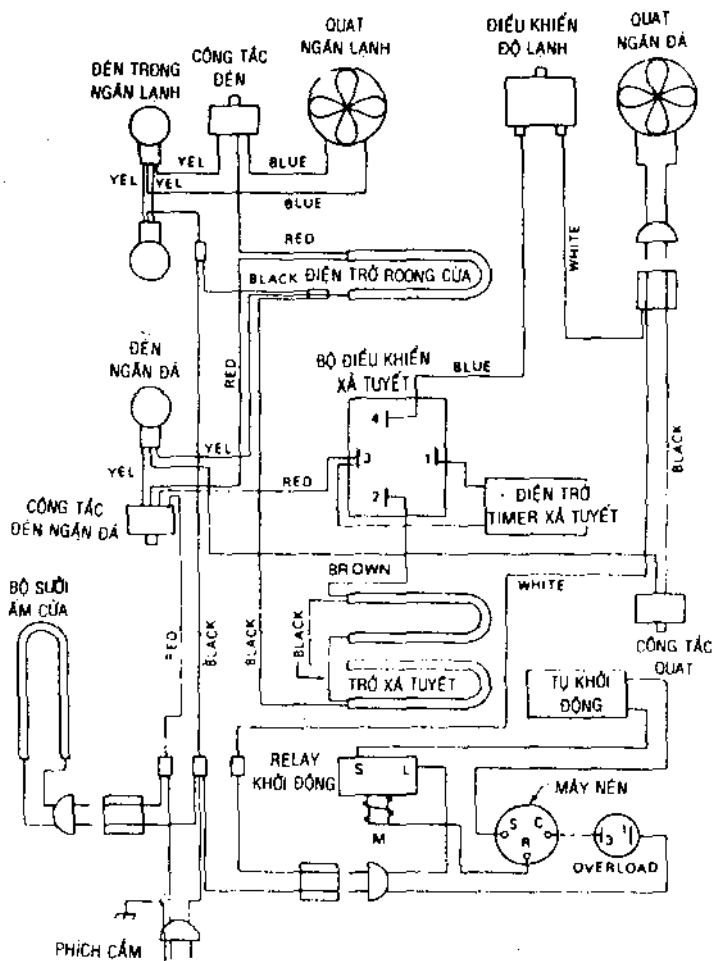 QUẠT
NGĂN LẠNH
ĐIỀU KHIỂN
ĐỘ LẠNH
QUẠT
NGĂN ĐÁ
CÔNG TẮC
ĐÈN
ĐÈN TRONG
NGĂN LẠNH
YEL
BLUE
YEL
YEL
BLUE
RED
WHITE
BLACK
ĐIỆN TRỞ ROONG CỬA
ĐÈN
NGĂN ĐÁ
RED
BỘ ĐIỀU KHIỂN
XẢ TUYẾT
BLUE
4
3
1
2
YEL
YEL
RED
BLACK
CÔNG TẮC
ĐÈN NGĂN ĐÁ
ĐIỆN TRỞ
TIMER XẢ TUYẾT
BỘ SƯỞI
ẤM CỬA
BROWN
WHITE
RED
BLACK
BLACK
BLACK
TRỞ XẢ TUYẾT
CÔNG TẮC
QUẠT
TỤ KHỞI
ĐỘNG
RELAY
KHỞI ĐỘNG
S
L
M
MÁY NÉN
S
C
R
3
1
OVERLOAD
PHÍCH CẮM